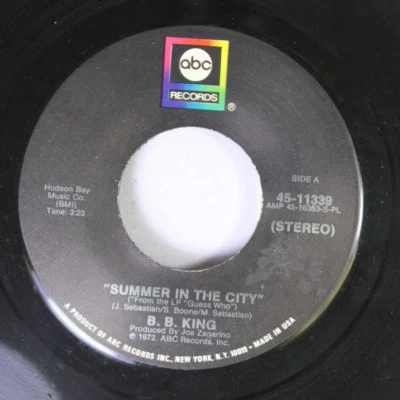 abc
RECORDS
®
SIDE A
Hudson Bay
Music Co.
(BMI)
Time: 3:23
45-11339
AMP 45-16363-S-PL
(STEREO)
"SUMMER IN THE CITY"
("From the LP "Guess Who")
(J. Sebastian/S. Boone/M. Sebastian)
B. B. KING
Produced By Joe Zagarino
© 1972, ABC Records, Inc.
A PRODUCT OF ABC RECORDS INC., NEW YORK, N.Y. 10019 • MADE IN USA